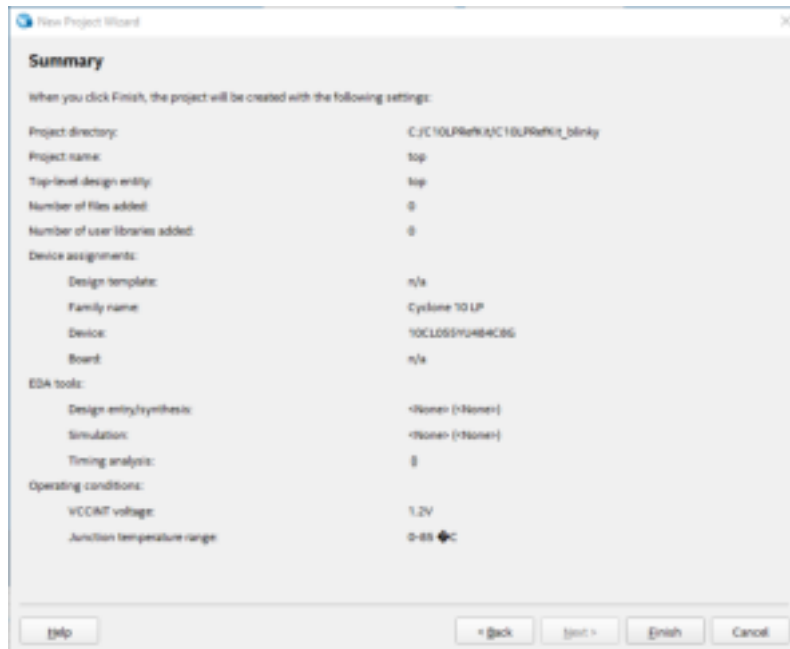 New Project Wizard
Summary
When you click Finish, the project will be created with the following settings:
Project directory: C:/C10LPRefKit/C10LPRefKit_blinky
Project name: top
Top-level design entity: top
Number of files added: 0
Number of user libraries added: 0
Device assignments:
Design template: n/a
Family name: Cyclone 10 LP
Device: 10CL055YU484C8G
Board: n/a
EDA tools:
Design entry/synthesis: <None> (<None>)
Simulation: <None> (<None>)
Timing analysis: ()
Operating conditions:
VCCINT voltage: 1.2V
Junction temperature range: 0-85 �C
Help < Back Next > Finish Cancel